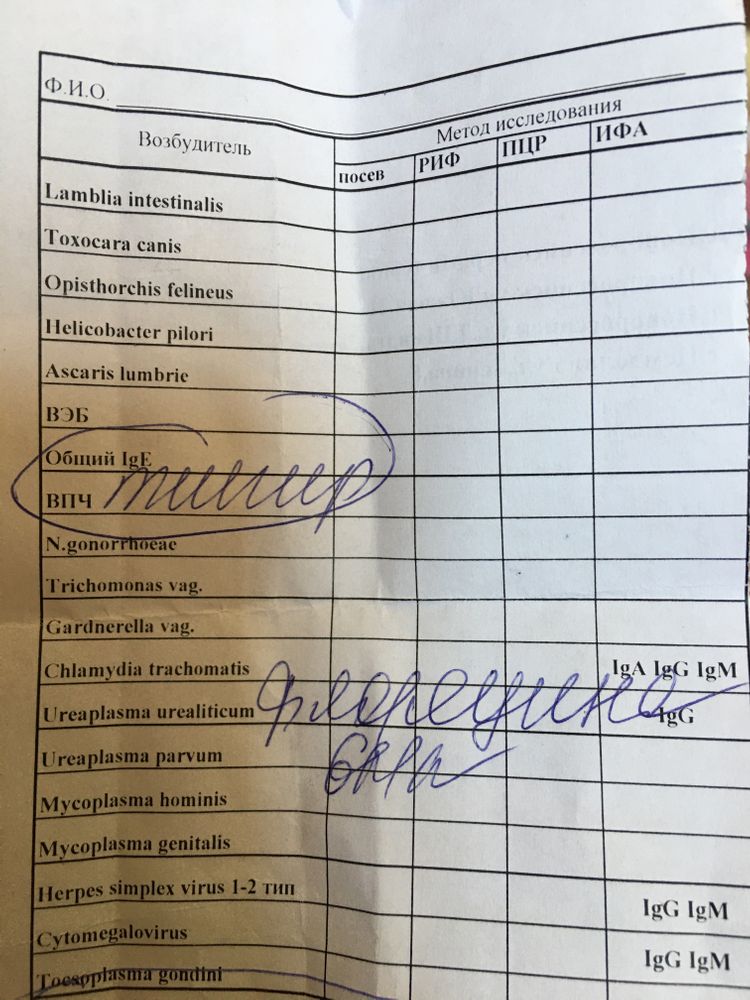 Ф.И.О.
Метод исследования
Возбудитель
посев РИФ ПЦР ИФА
Lamblia intestinalis
Toxocara canis
Opisthorchis felineus
Helicobacter pilori
Ascaris lumbrie
ВЭБ
Общий IgE
ВПЧ типир
N.gonorrhoeae
Trichomonas vag.
Gardnerella vag.
Chlamydia trachomatis IgA IgG IgM
Ureaplasma urealiticum IgG
Ureaplasma parvum
Mycoplasma hominis
Mycoplasma genitalis
Herpes simplex virus 1-2 тип IgG IgM
Cytomegalovirus IgG IgM
Toesoplasma gondini